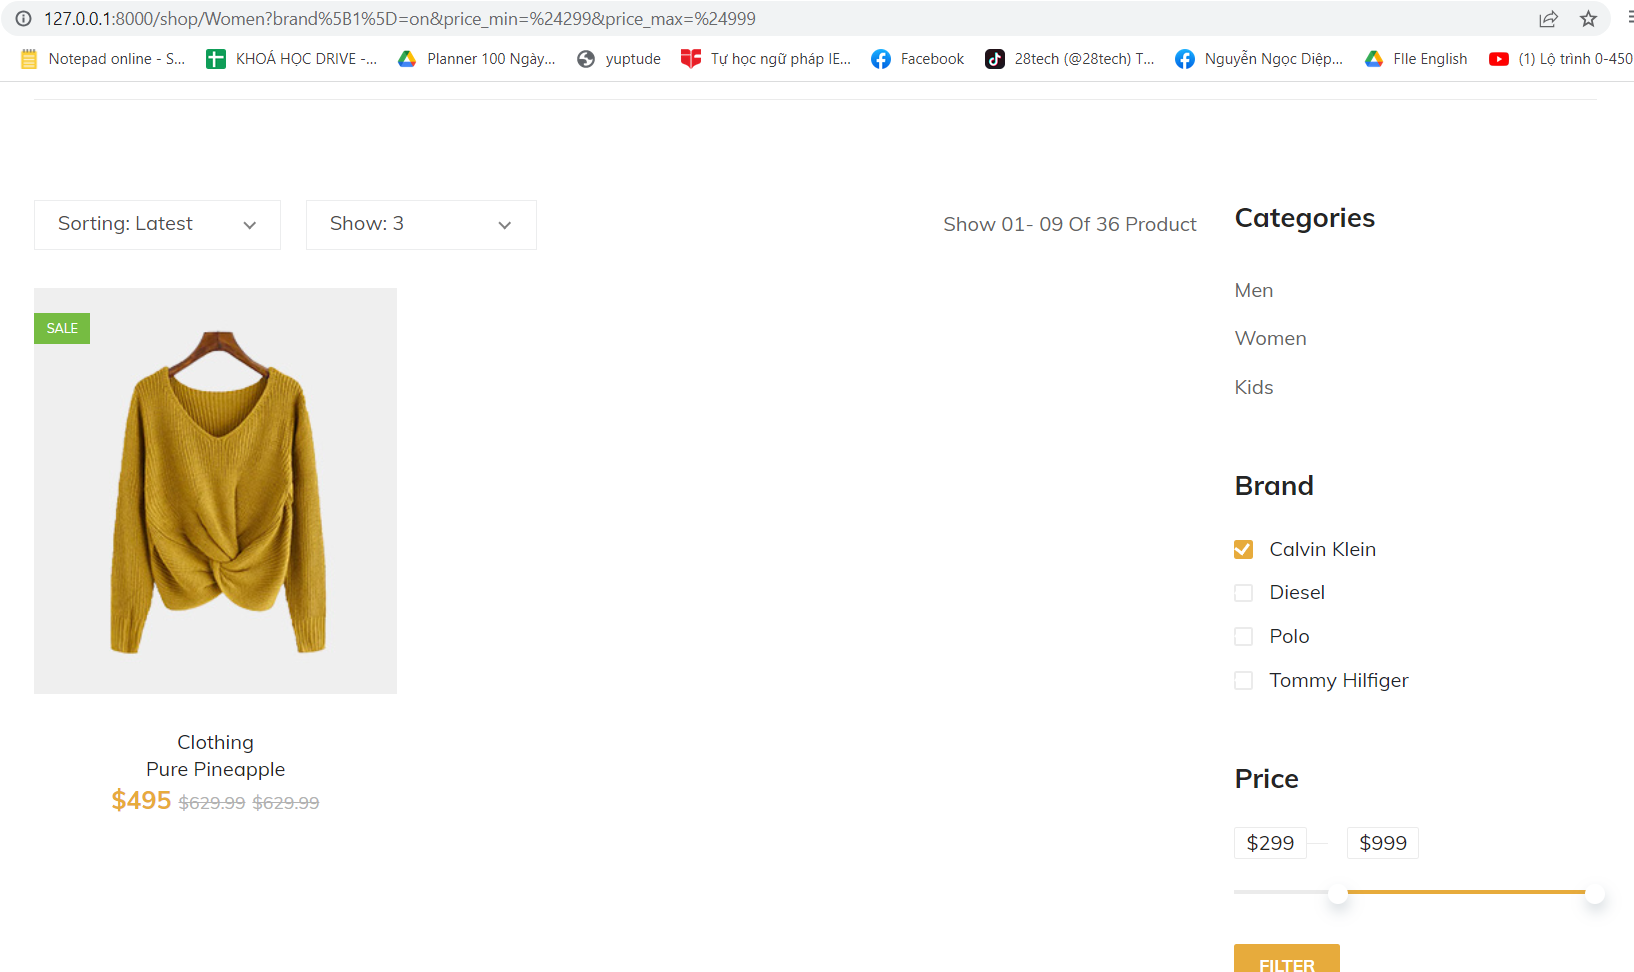 127.0.0.1:8000/shop/Women?brand%5B1%5D=on&price_min=%24299&price_max=%24999
Notepad online - S...
KHOÁ HỌC DRIVE -...
Planner 100 Ngày...
yuptude
Tự học ngữ pháp IE...
Facebook
28tech (@28tech) T...
Nguyễn Ngọc Diệp...
FIle English
(1) Lộ trình 0-450
Sorting: Latest
Show: 3
Show 01- 09 Of 36 Product
SALE
Clothing
Pure Pineapple
$495 $629.99 $629.99
Categories
Men
Women
Kids
Brand
Calvin Klein
Diesel
Polo
Tommy Hilfiger
Price
$299
$999
FILTER